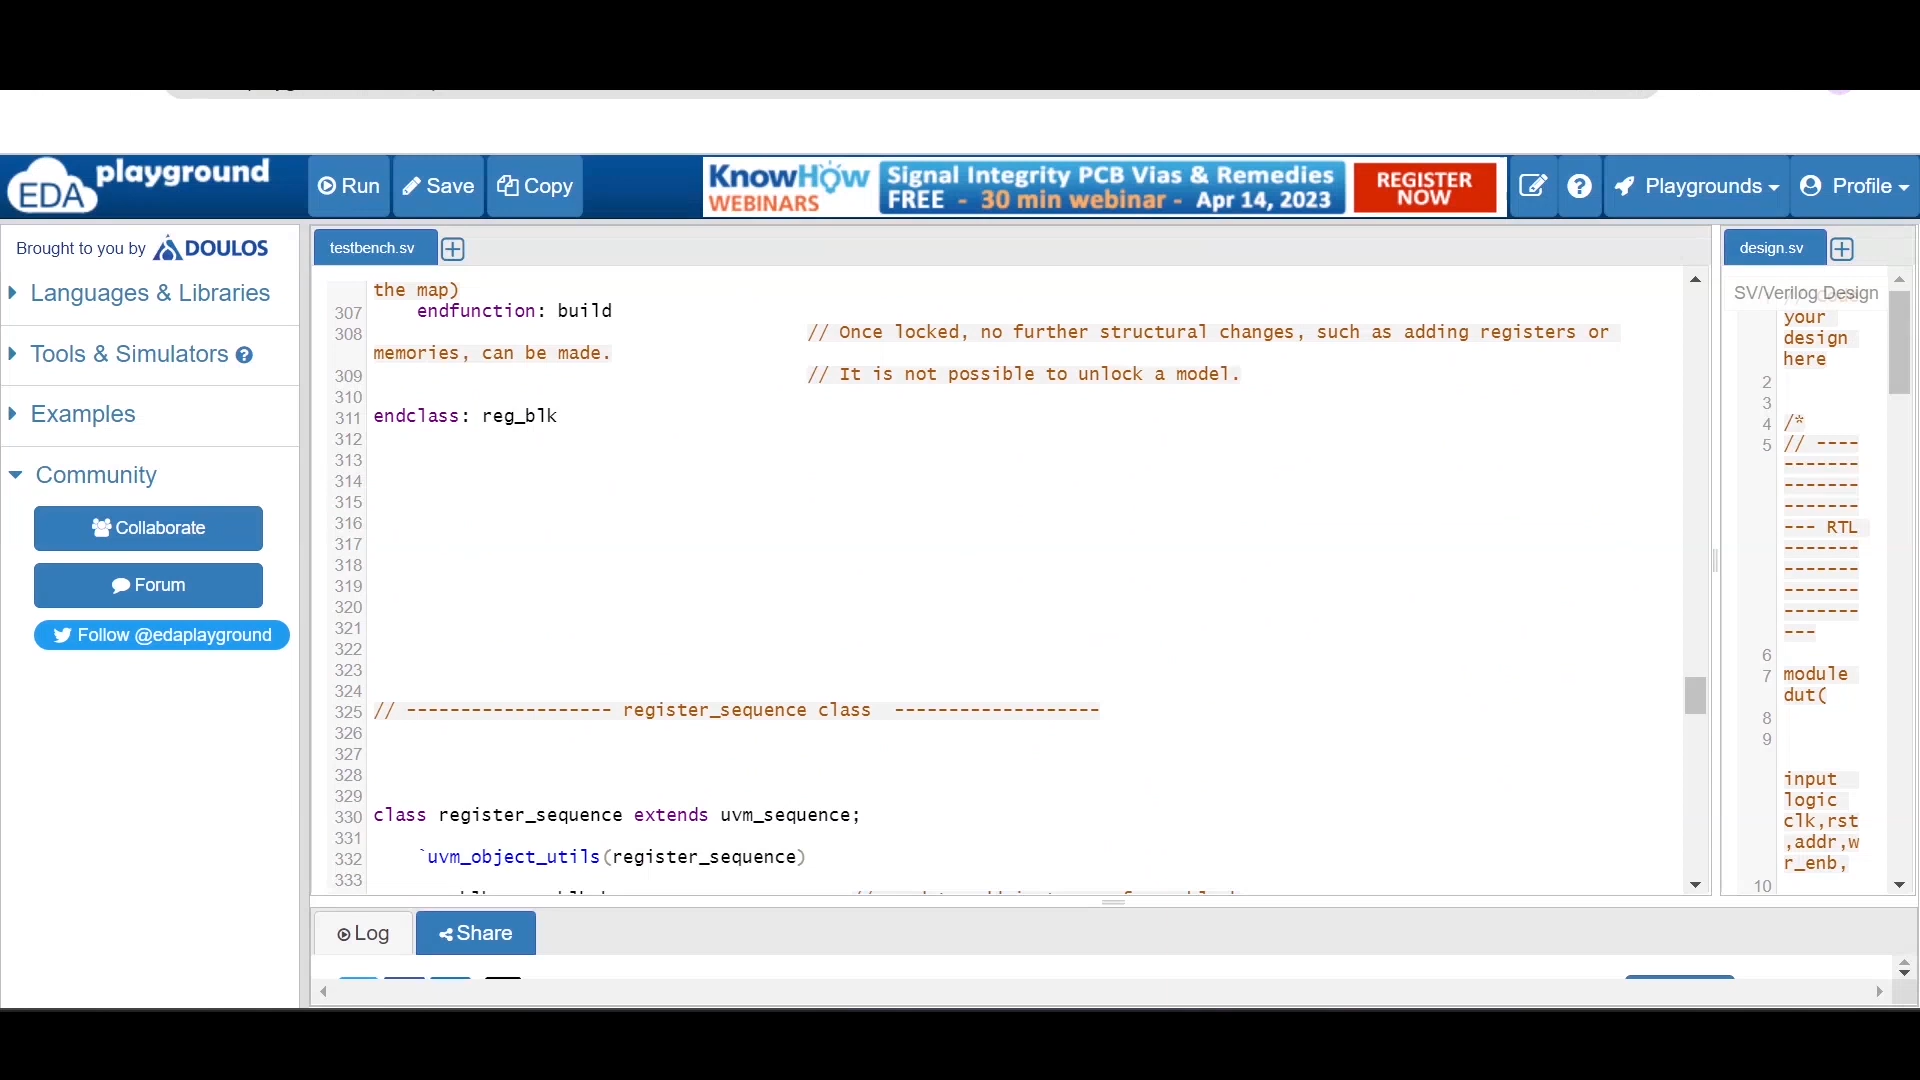 EDA playground
Run
Save
Copy
KnowHow
WEBINARS
Signal Integrity PCB Vias & Remedies
FREE - 30 min webinar - Apr 14, 2023
REGISTER
NOW
Playgrounds
Profile
Brought to you by DOULOS
Languages & Libraries
Tools & Simulators
Examples
Community
Collaborate
Forum
Follow @edaplayground
testbench.sv
the map)
307 endfunction: build
308 // Once locked, no further structural changes, such as adding registers or
memories, can be made.
309 // It is not possible to unlock a model.
310
311 endclass: reg_blk
312
313
314
315
316
317
318
319
320
321
322
323
324
325 // ------------------- register_sequence class -------------------
326
327
328
329
330 class register_sequence extends uvm_sequence;
331
332 `uvm_object_utils(register_sequence)
333
design.sv
SV/Verilog Design
your
design
here
2
3
4 /*
5 // ----
-------
-------
-------
--- RTL
-------
-------
-------
-------
---
6
7 module
dut(
8
9
input
logic
clk,rst
,addr,w
r_enb,
10
Log
Share